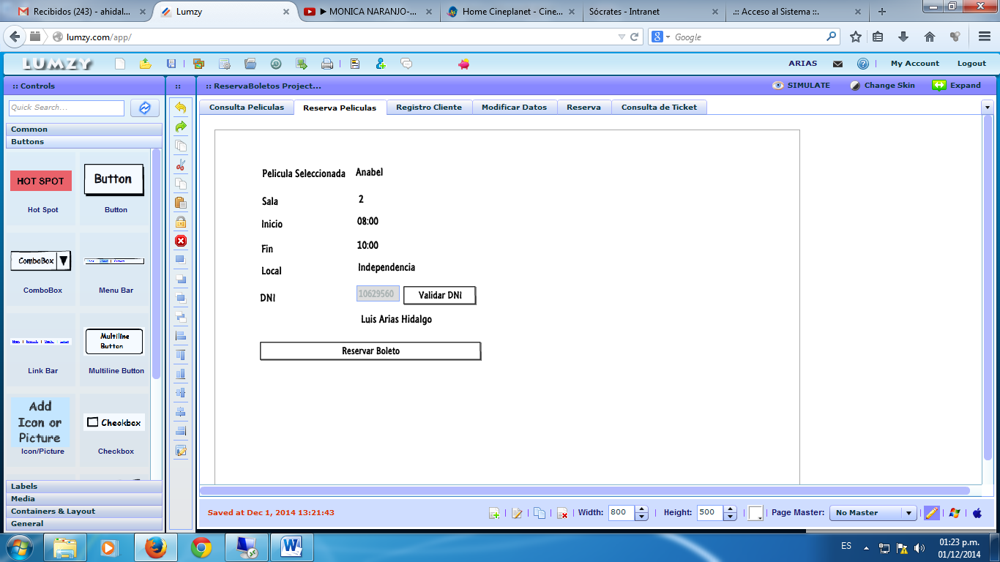 Recibidos (243) - ahidal...
Lumzy
▶ MONICA NARANJO-...
Home Cineplanet - Cine...
Sócrates - Intranet
.:: Acceso al Sistema ::.
lumzy.com/app/
Google
LUMZY
ARIAS
My Account
Logout
:: Controls
::
:: ReservaBoletos Project...
SIMULATE
Change Skin
Expand
Quick Search...
Consulta Peliculas
Reserva Peliculas
Registro Cliente
Modificar Datos
Reserva
Consulta de Ticket
Common
Buttons
HOT SPOT
Button
Hot Spot
Button
ComboBox
ComboBox
Menu Bar
Multiline
Button
Link Bar
Multiline Button
Add
Icon or
Picture
Checkbox
Icon/Picture
Checkbox
Labels
Media
Containers & Layout
General
Pelicula Seleccionada Anabel
Sala 2
Inicio 08:00
Fin 10:00
Local Independencia
DNI 10629560 Validar DNI
Luis Arias Hidalgo
Reservar Boleto
Saved at Dec 1, 2014 13:21:43
Width: 800
Height: 500
Page Master: No Master
ES
01:23 p.m.
01/12/2014